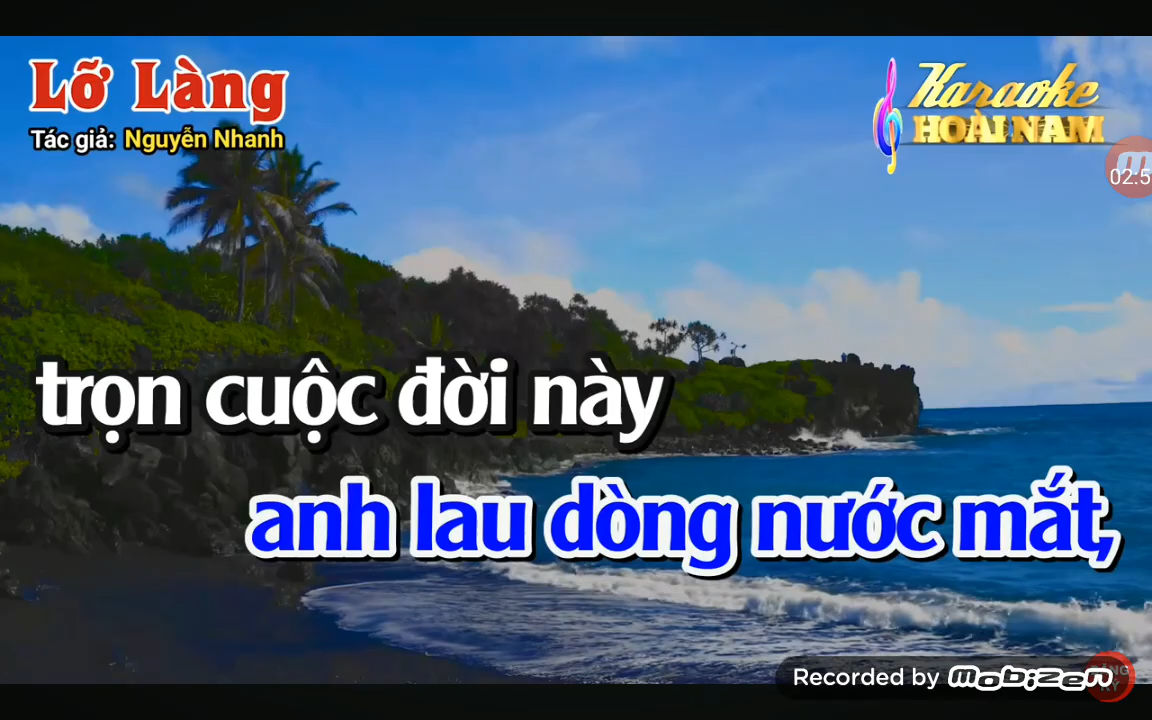 Lỡ Làng
Tác giả: Nguyễn Nhanh
Karaoke
HOÀI NAM
02:5
trọn cuộc đời này
anh lau dòng nước mắt,
Recorded by mobizen